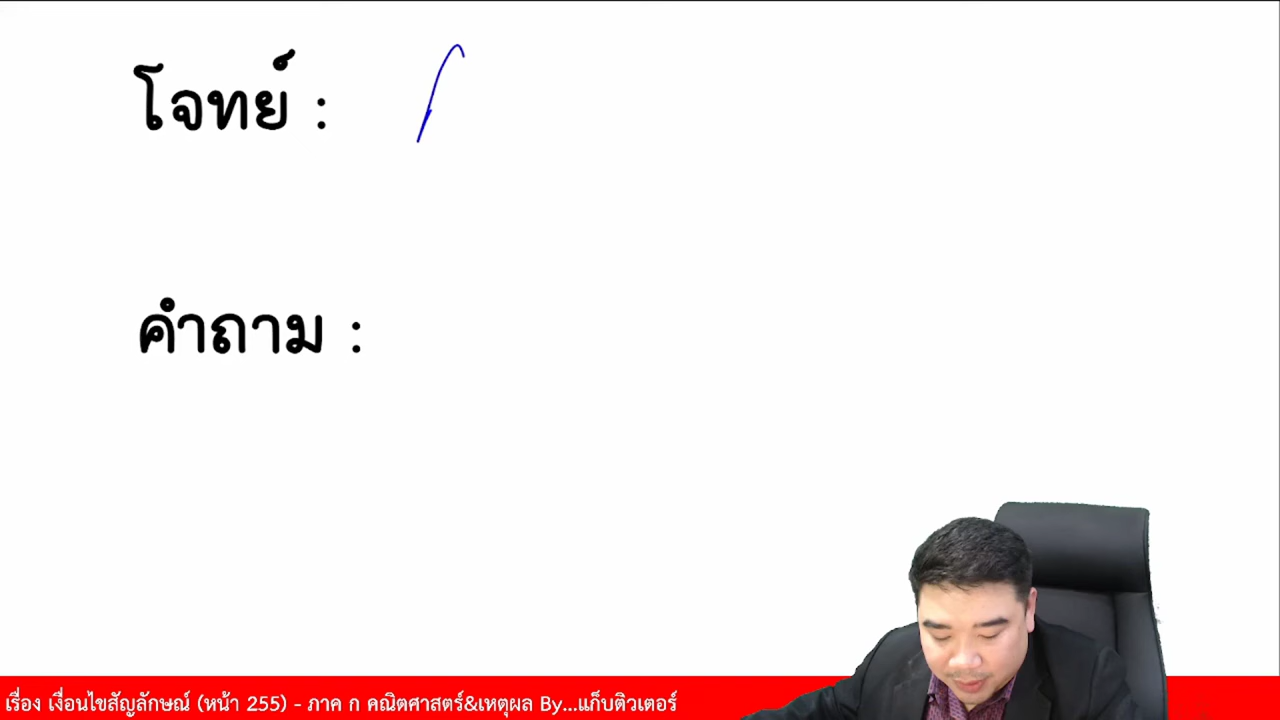 โจทย์ :
คำถาม :
เรื่อง เงื่อนไขสัญลักษณ์ (หน้า 255) - ภาค ก คณิตศาสตร์&เหตุผล By...แก็บติวเตอร์